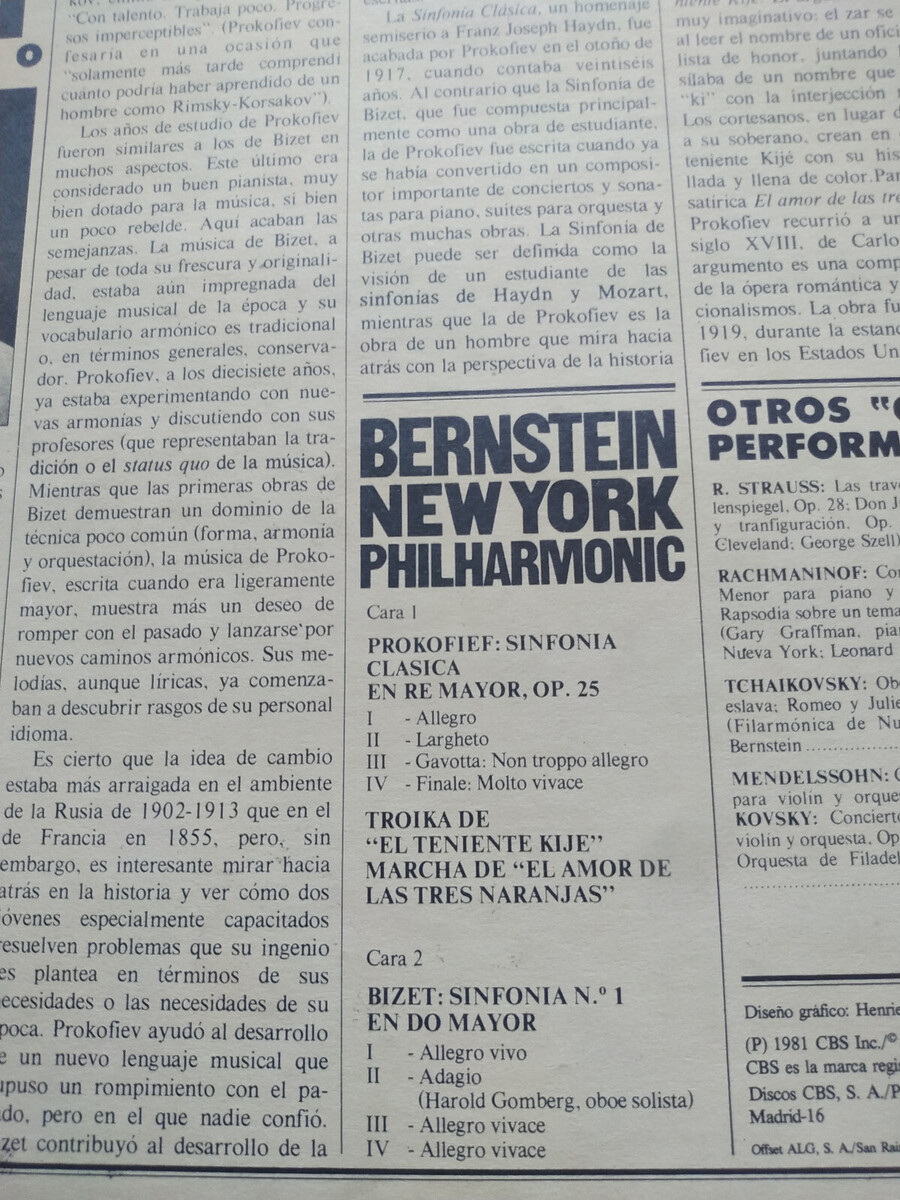 "Con talento. Trabaja poco. Progre-
sos imperceptibles" (Prokofiev con-
fesaría en una ocasión que
"solamente más tarde comprendí
cuánto podría haber aprendido de un
hombre como Rimsky-Korsakov").
Los años de estudio de Prokofiev
fueron similares a los de Bizet en
muchos aspectos. Este último era
considerado un buen pianista, muy
bien dotado para la música, si bien
un poco rebelde. Aquí acaban las
semejanzas. La música de Bizet, a
pesar de toda su frescura y originali-
dad, estaba aún impregnada del
lenguaje musical de la época y su
vocabulario armónico es tradicional
o, en términos generales, conserva-
dor. Prokofiev, a los diecisiete años,
ya estaba experimentando con nue-
vas armonías y discutiendo con sus
profesores (que representaban la tra-
dición o el status quo de la música).
Mientras que las primeras obras de
Bizet demuestran un dominio de la
técnica poco común (forma, armonía
y orquestación), la música de Proko-
fiev, escrita cuando era ligeramente
mayor, muestra más un deseo de
romper con el pasado y lanzarse por
nuevos caminos armónicos. Sus me-
lodías, aunque líricas, ya comenza-
ban a descubrir rasgos de su personal
idioma.
Es cierto que la idea de cambio
estaba más arraigada en el ambiente
de la Rusia de 1902-1913 que en el
de Francia en 1855, pero, sin
embargo, es interesante mirar hacia
atrás en la historia y ver cómo dos
óvenes especialmente capacitados
resuelven problemas que su ingenio
es plantea en términos de sus
ecesidades o las necesidades de su
poca. Prokofiev ayudó al desarrollo
e un nuevo lenguaje musical que
upuso un rompimiento con el pa-
do, pero en el que nadie confió.
zet contribuyó al desarrollo de la
La Sinfonía Clásica, un homenaje
semiserio a Franz Joseph Haydn, fue
acabada por Prokofiev en el otoño de
1917, cuando contaba veintiséis
años. Al contrario que la Sinfonía de
Bizet, que fue compuesta principal-
mente como una obra de estudiante,
la de Prokofiev fue escrita cuando ya
se había convertido en un composi-
tor importante de conciertos y sona-
tas para piano, suites para orquesta y
otras muchas obras. La Sinfonía de
Bizet puede ser definida como la
visión de un estudiante de las
sinfonías de Haydn y Mozart,
mientras que la de Prokofiev es la
obra de un hombre que mira hacia
atrás con la perspectiva de la historia
BERNSTEIN
NEW YORK
PHILHARMONIC
Cara 1
PROKOFIEF: SINFONIA
CLASICA
EN RE MAYOR, OP. 25
I - Allegro
II - Largheto
III - Gavotta: Non troppo allegro
IV - Finale: Molto vivace
TROIKA DE
"EL TENIENTE KIJE"
MARCHA DE "EL AMOR DE
LAS TRES NARANJAS"
Cara 2
BIZET: SINFONIA N.º 1
EN DO MAYOR
I - Allegro vivo
II - Adagio
(Harold Gomberg, oboe solista)
III - Allegro vivace
IV - Allegro vivace
muy imaginativo: el zar se
al leer el nombre de un ofici
lista de honor, juntando
sílaba de un nombre que
"ki" con la interjección
Los cortesanos, en lugar d
a su soberano, crean en
teniente Kijé con su his
llada y llena de color. Par
satírica El amor de las tre
Prokofiev recurrió a un
siglo XVIII, de Carlo
argumento es una comp
de la ópera romántica y
cionalismos. La obra fu
1919, durante la estanc
fiev en los Estados Un
OTROS "
PERFORM
R. STRAUSS: Las trav
lenspiegel, Op. 28; Don J
y tranfiguración, Op.
Cleveland; George Szell)
RACHMANINOF: Con
Menor para piano y
Rapsodia sobre un tema
(Gary Graffman, pia
Nueva York; Leonard
TCHAIKOVSKY: Obe
eslava; Romeo y Julie
(Filarmónica de Nu
Bernstein
MENDELSSOHN: C
para violin y orque
KOVSKY: Concierto
violin y orquesta, Op
Orquesta de Filadel
Diseño gráfico: Henrie
(P) 1981 CBS Inc./©
CBS es la marca regi
Discos CBS, S. A./P
Madrid-16
Offset ALG, S. A./San Rai